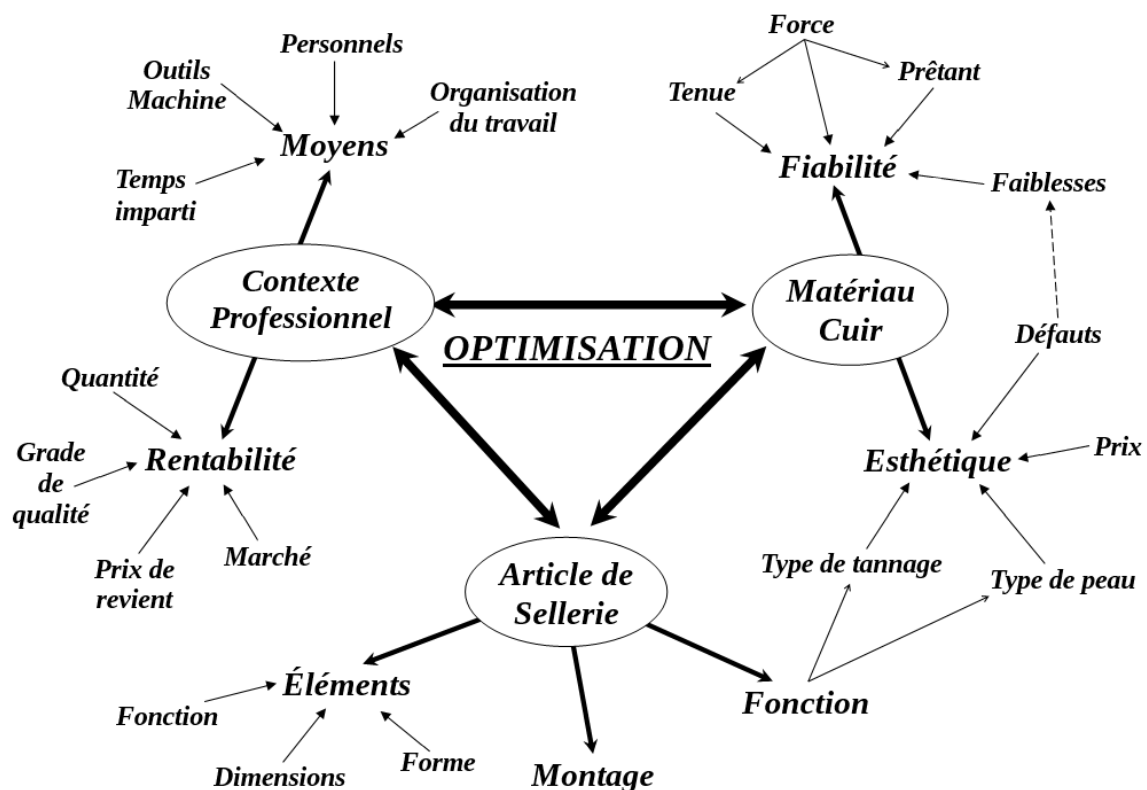 Force
Personnels
Outils
Machine
Prêtant
Tenue
Organisation
du travail
Moyens
Fiabilité
Temps
imparti
Faiblesses
Contexte
Professionnel
Matériau
Cuir
OPTIMISATION
Défauts
Quantité
Rentabilité
Esthétique
Prix
Grade
de
qualité
Prix de
revient
Marché
Article de
Sellerie
Type de tannage
Type de peau
Éléments
Fonction
Fonction
Dimensions
Forme
Montage